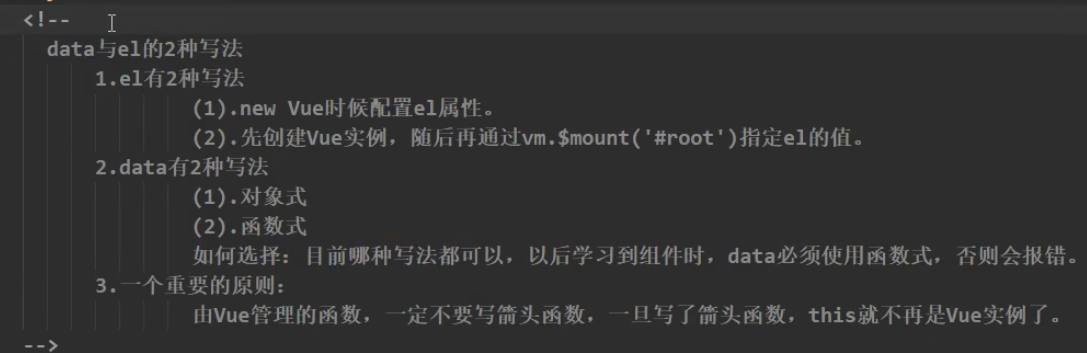 <!--
data与el的2种写法
1.el有2种写法
(1).new Vue时候配置el属性。
(2).先创建Vue实例，随后再通过vm.$mount('#root')指定el的值。
2.data有2种写法
(1).对象式
(2).函数式
如何选择：目前哪种写法都可以，以后学习到组件时，data必须使用函数式，否则会报错。
3.一个重要的原则：
由Vue管理的函数，一定不要写箭头函数，一旦写了箭头函数，this就不再是Vue实例了。
-->